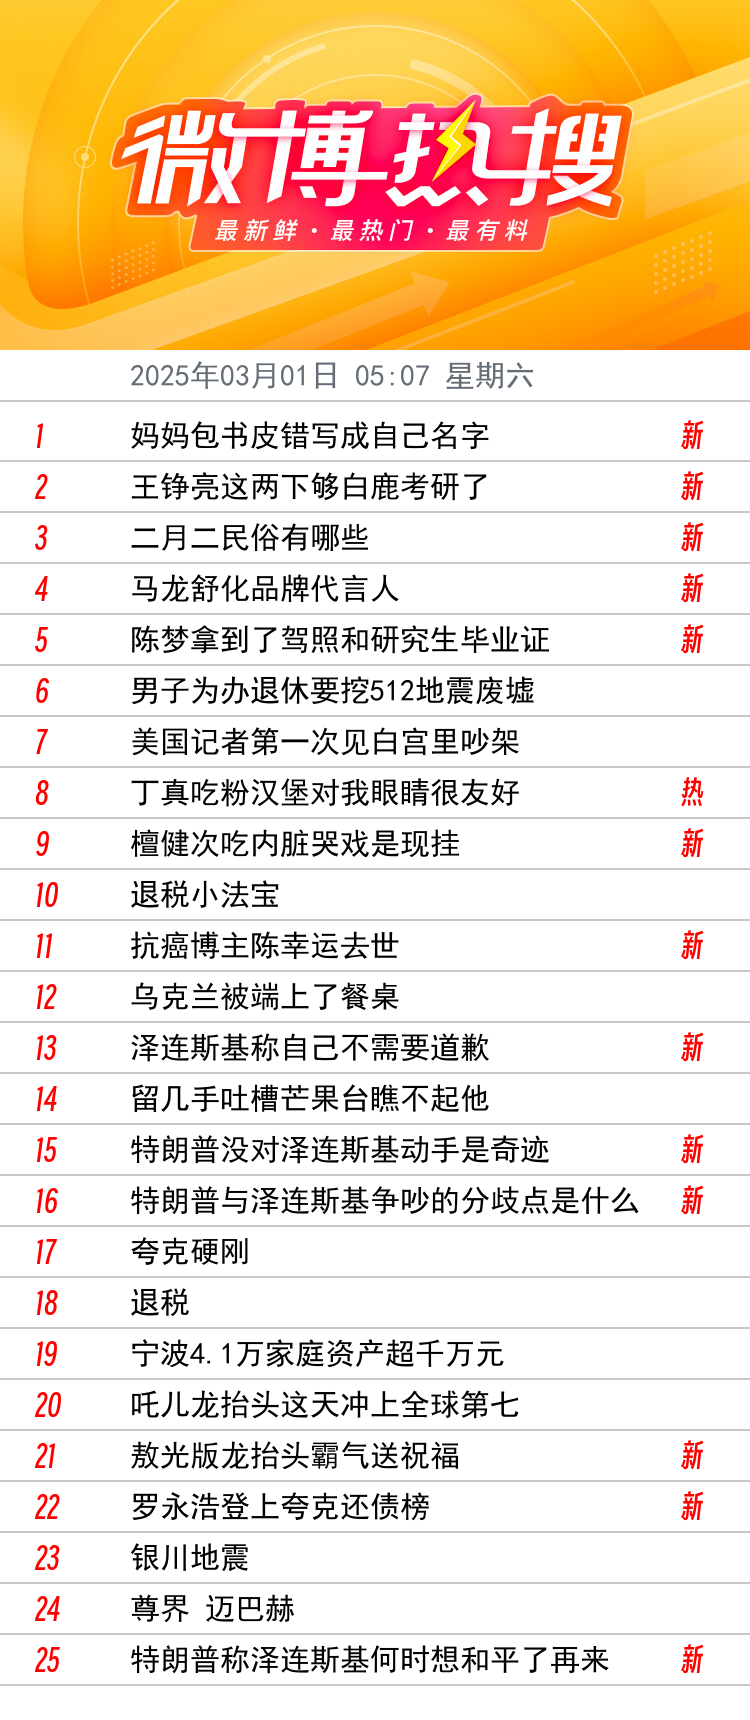 微博热搜
最新鲜·最热门·最有料
2025年03月01日 05:07 星期六
1 妈妈包书皮错写成自己名字 新
2 王铮亮这两下够白鹿考研了 新
3 二月二民俗有哪些 新
4 马龙舒化品牌代言人 新
5 陈梦拿到了驾照和研究生毕业证 新
6 男子为办退休要挖512地震废墟
7 美国记者第一次见白宫里吵架
8 丁真吃粉汉堡对我眼睛很友好 热
9 檀健次吃内脏哭戏是现挂 新
10 退税小法宝
11 抗癌博主陈幸运去世 新
12 乌克兰被端上了餐桌
13 泽连斯基称自己不需要道歉 新
14 留几手吐槽芒果台瞧不起他
15 特朗普没对泽连斯基动手是奇迹 新
16 特朗普与泽连斯基争吵的分歧点是什么 新
17 夸克硬刚
18 退税
19 宁波4.1万家庭资产超千万元
20 吒儿龙抬头这天冲上全球第七
21 敖光版龙抬头霸气送祝福 新
22 罗永浩登上夸克还债榜 新
23 银川地震
24 尊界 迈巴赫
25 特朗普称泽连斯基何时想和平了再来 新